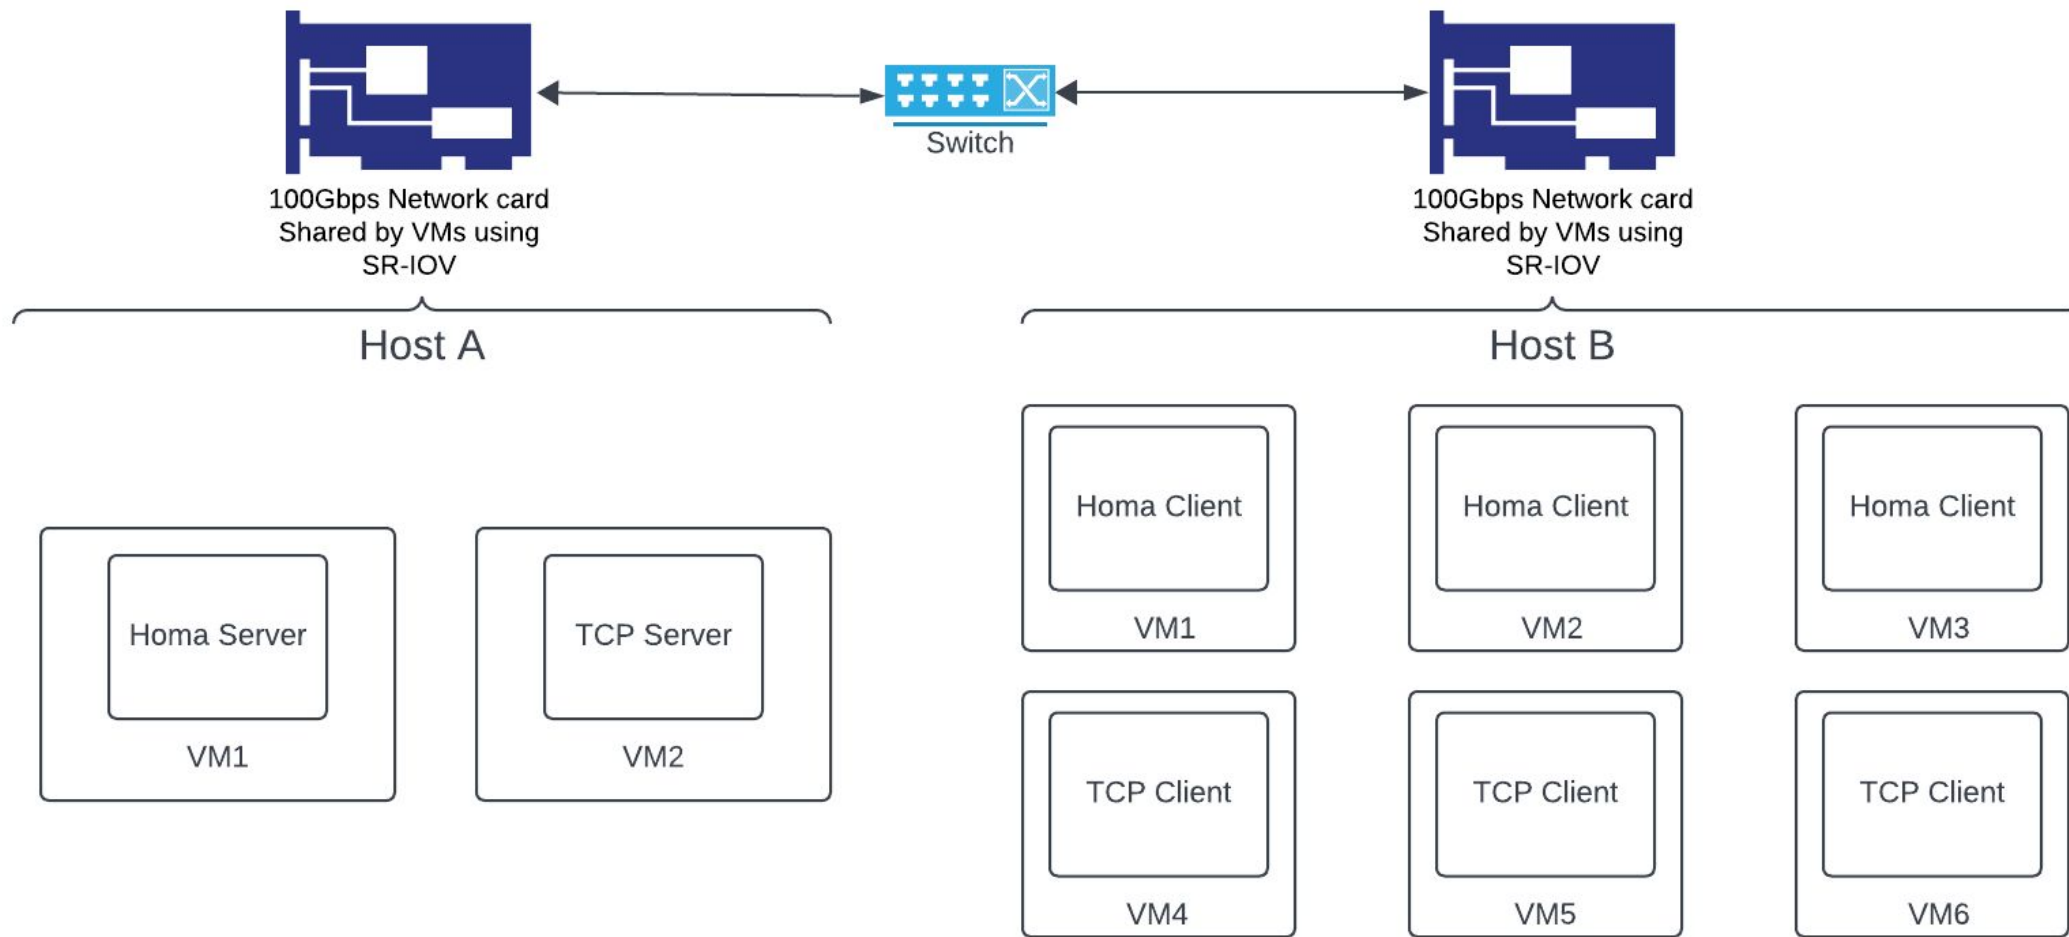 Switch
100Gbps Network card
Shared by VMs using
SR-IOV
100Gbps Network card
Shared by VMs using
SR-IOV
Host A
Host B
Homa Server
VM1
TCP Server
VM2
Homa Client
VM1
Homa Client
VM2
Homa Client
VM3
TCP Client
VM4
TCP Client
VM5
TCP Client
VM6